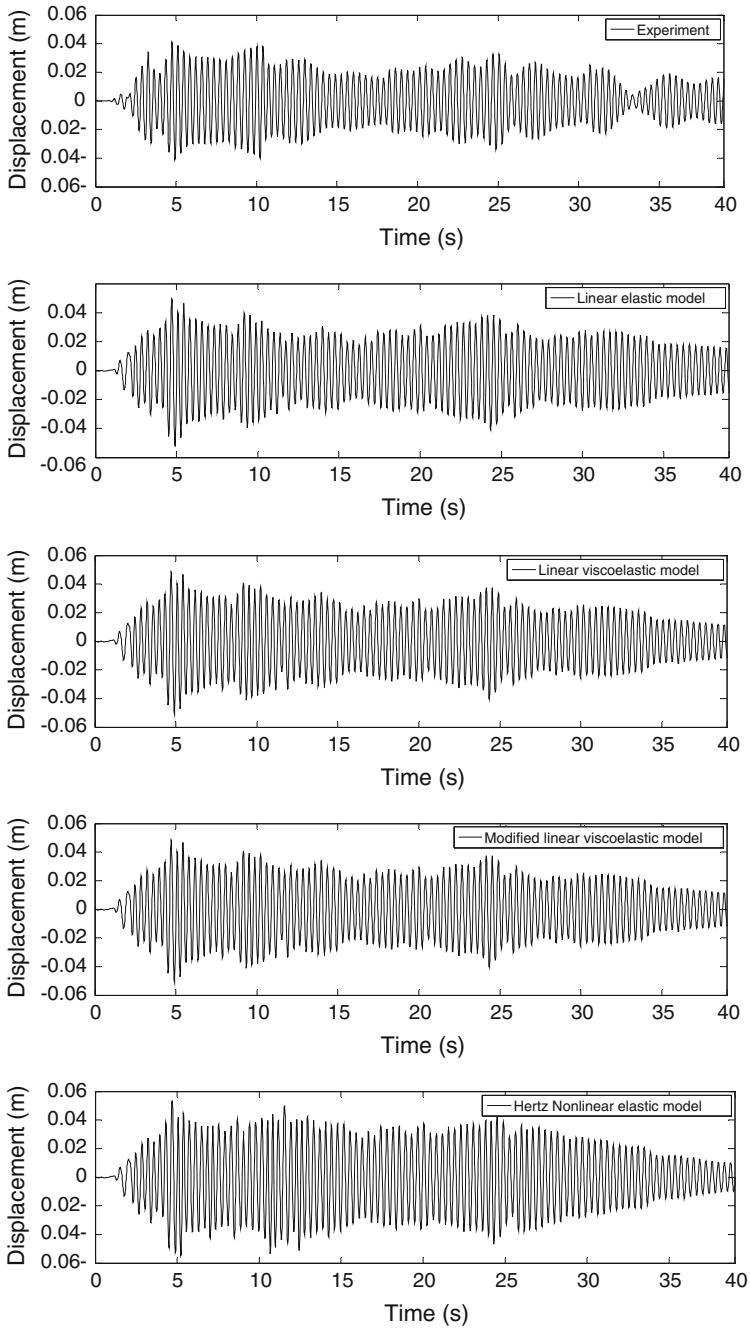 Displacement (m)
0.06
0.04
0.02
0
0.02-
0.04-
0.06-
Experiment
0 5 10 15 20 25 30 35 40
Time (s)
Displacement (m)
0.04
0.02
0
-0.02
-0.04
-0.06
Linear elastic model
0 5 10 15 20 25 30 35 40
Time (s)
Displacement (m)
0.06
0.04
0.02
0
-0.02
-0.04
-0.06
Linear viscoelastic model
0 5 10 15 20 25 30 35 40
Time (s)
Displacement (m)
0.06
0.04
0.02
0
-0.02
-0.04
-0.06
Modified linear viscoelastic model
0 5 10 15 20 25 30 35 40
Time (s)
Displacement (m)
0.06
0.04
0.02
0
0.02-
0.04-
0.06-
Hertz Nonlinear elastic model
0 5 10 15 20 25 30 35 40
Time (s)